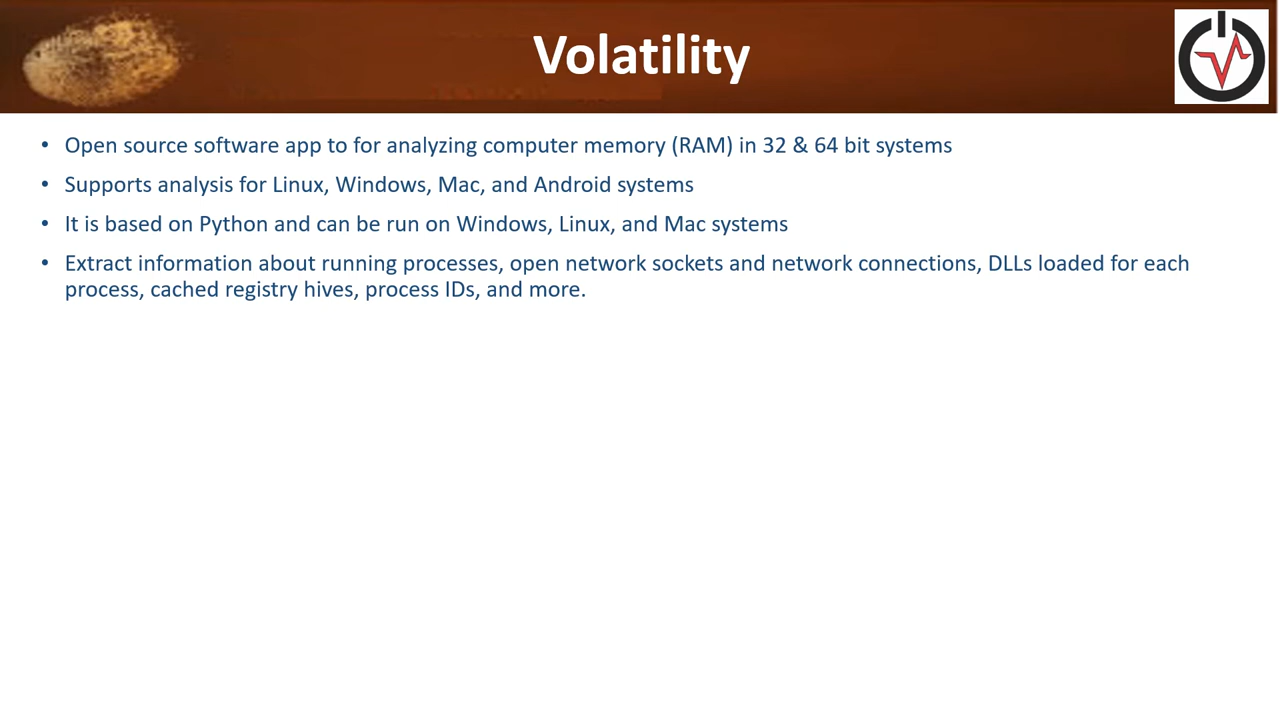 Volatility
• Open source software app to for analyzing computer memory (RAM) in 32 & 64 bit systems
• Supports analysis for Linux, Windows, Mac, and Android systems
• It is based on Python and can be run on Windows, Linux, and Mac systems
• Extract information about running processes, open network sockets and network connections, DLLs loaded for each
process, cached registry hives, process IDs, and more.